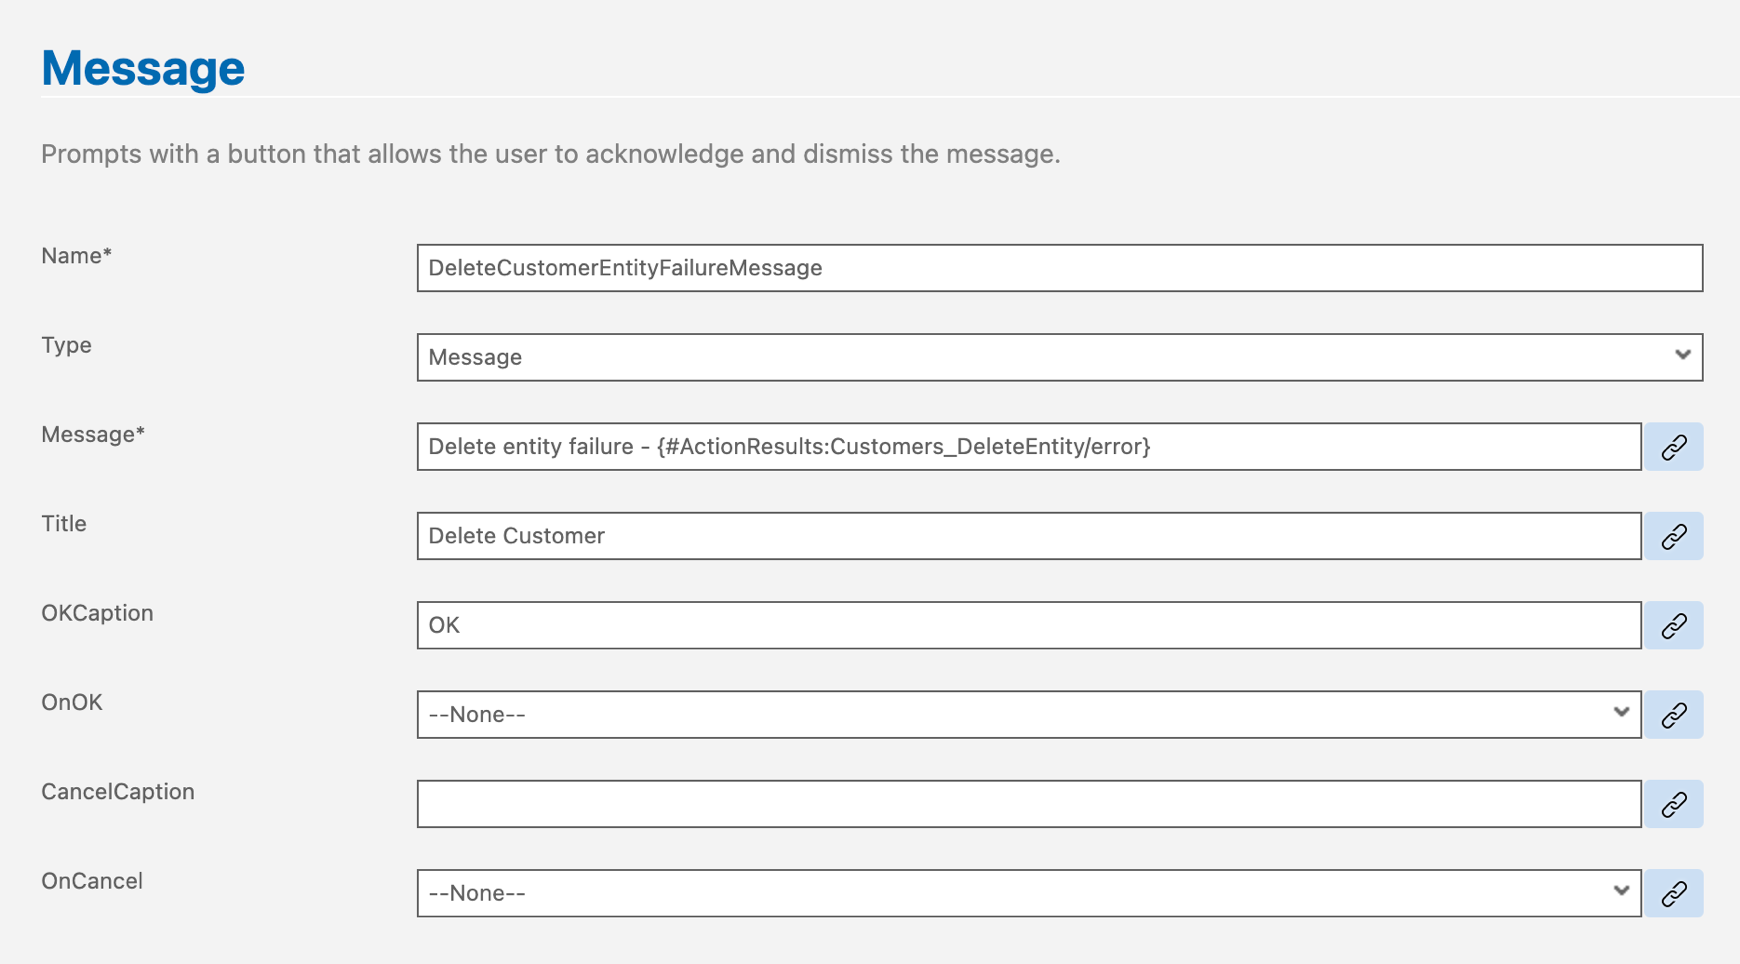 Message
Prompts with a button that allows the user to acknowledge and dismiss the message.
Name*
DeleteCustomerEntityFailureMessage
Type
Message
Message*
Delete entity failure - {#ActionResults:Customers_DeleteEntity/error}
Title
Delete Customer
OKCaption
OK
OnOK
--None--
CancelCaption
OnCancel
--None--